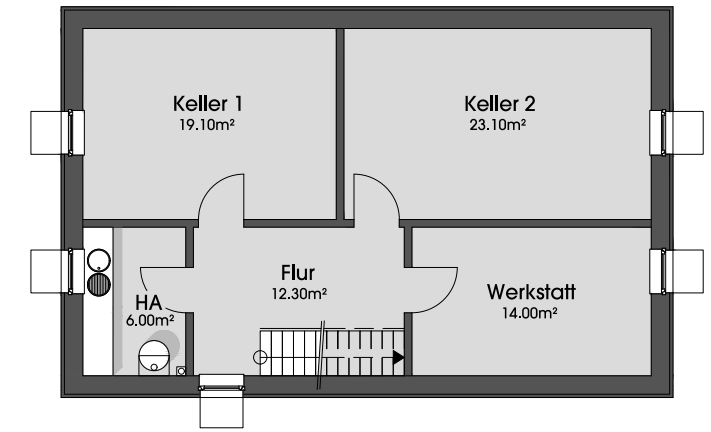 Keller 1
19.10m²
Keller 2
23.10m²
Flur
12.30m²
HA
6.00m²
Werkstatt
14.00m²